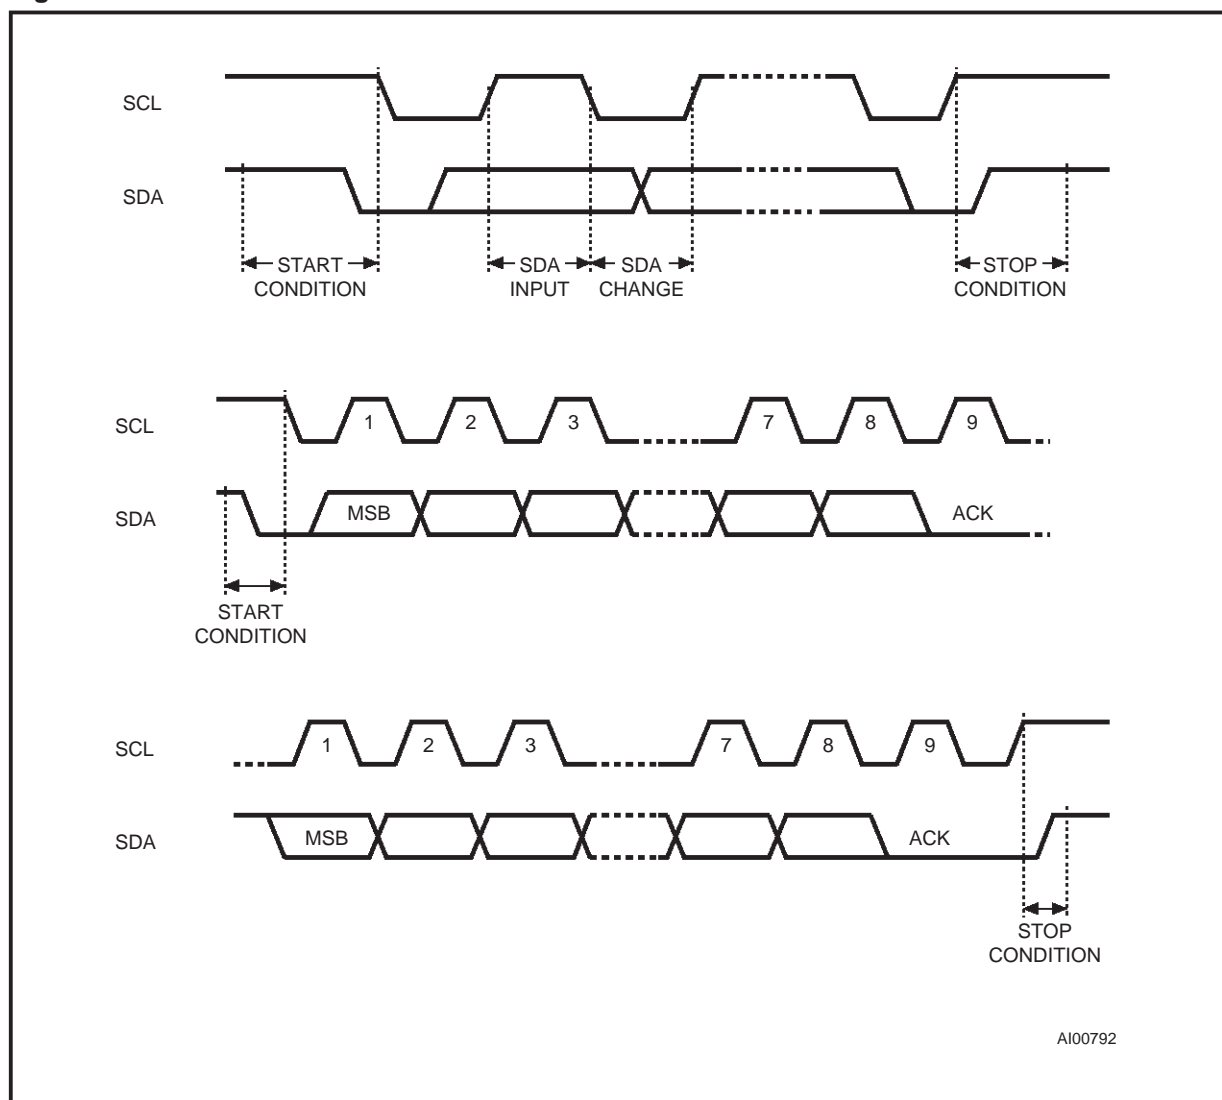 SCL
SDA
START
CONDITION
SDA
INPUT
SDA
CHANGE
STOP
CONDITION
SCL
1 2 3 7 8 9
SDA
MSB ACK
START
CONDITION
SCL
1 2 3 7 8 9
SDA
MSB ACK
STOP
CONDITION
AI00792